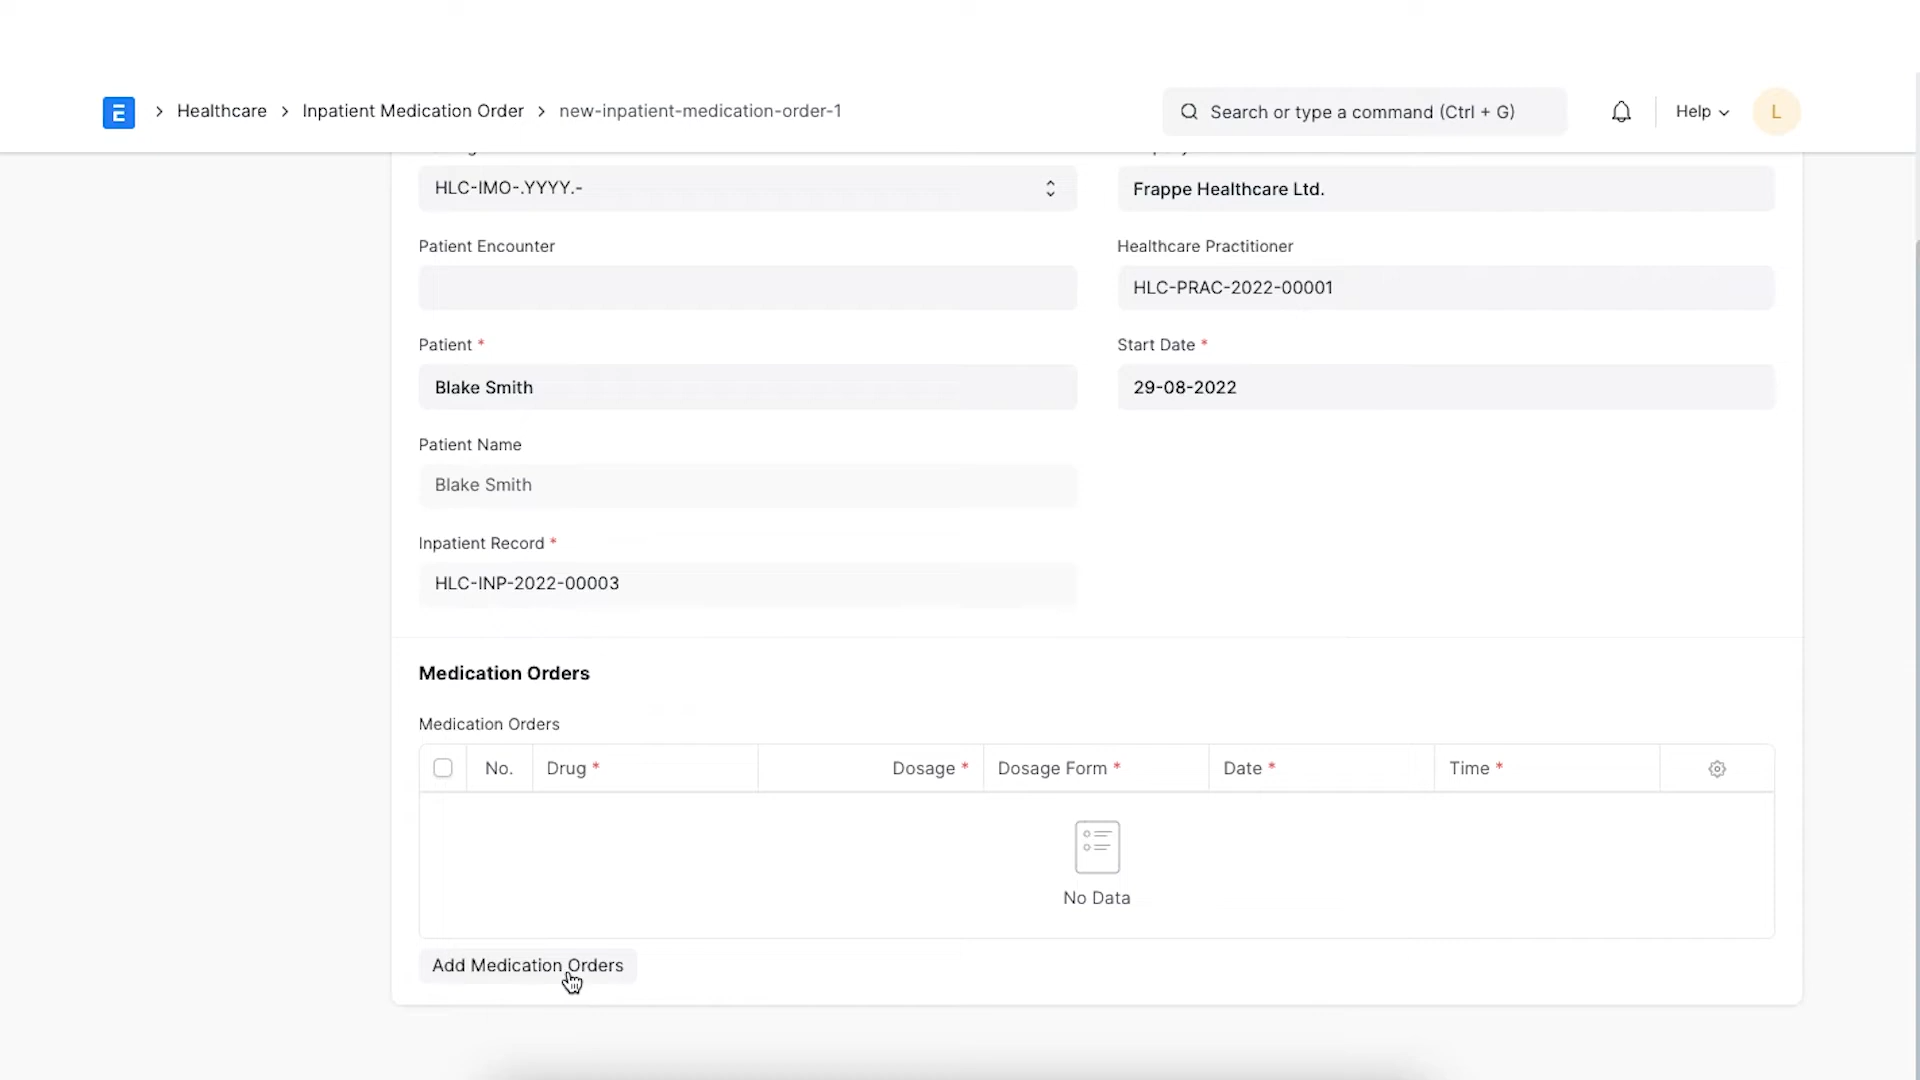 E
Healthcare
Inpatient Medication Order
new-inpatient-medication-order-1
Search or type a command (Ctrl + G)
Help
L
HLC-IMO-.YYYY.-
Frappe Healthcare Ltd.
Patient Encounter
Healthcare Practitioner
HLC-PRAC-2022-00001
Patient *
Start Date *
Blake Smith
29-08-2022
Patient Name
Blake Smith
Inpatient Record *
HLC-INP-2022-00003
Medication Orders
Medication Orders
No. Drug * Dosage * Dosage Form * Date * Time *
No Data
Add Medication Orders